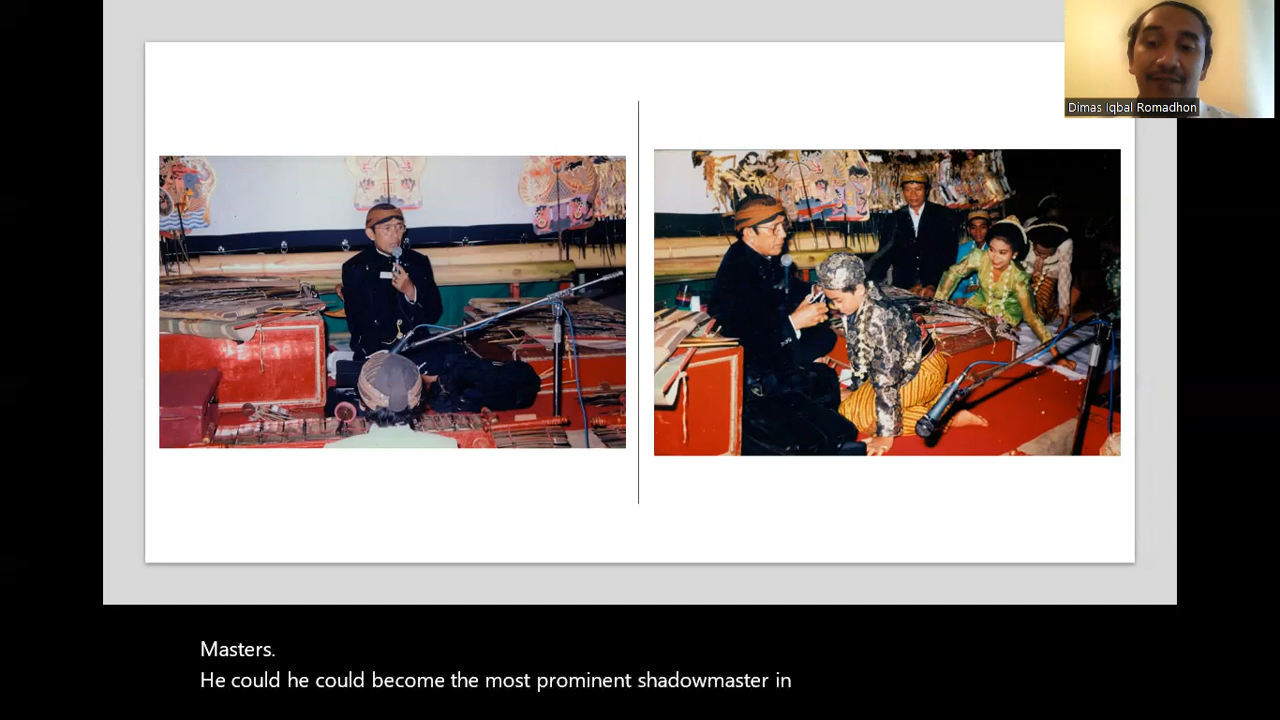 Dimas Iqbal Romadhon
Masters.
He could he could become the most prominent shadowmaster in